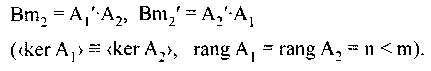 Bm₂ = A₁′·A₂, Bm₂′ = A₂′·A₁
(‹ker A₁› ≡ ‹ker A₂›, rang A₁ = rang A₂ = n < m).